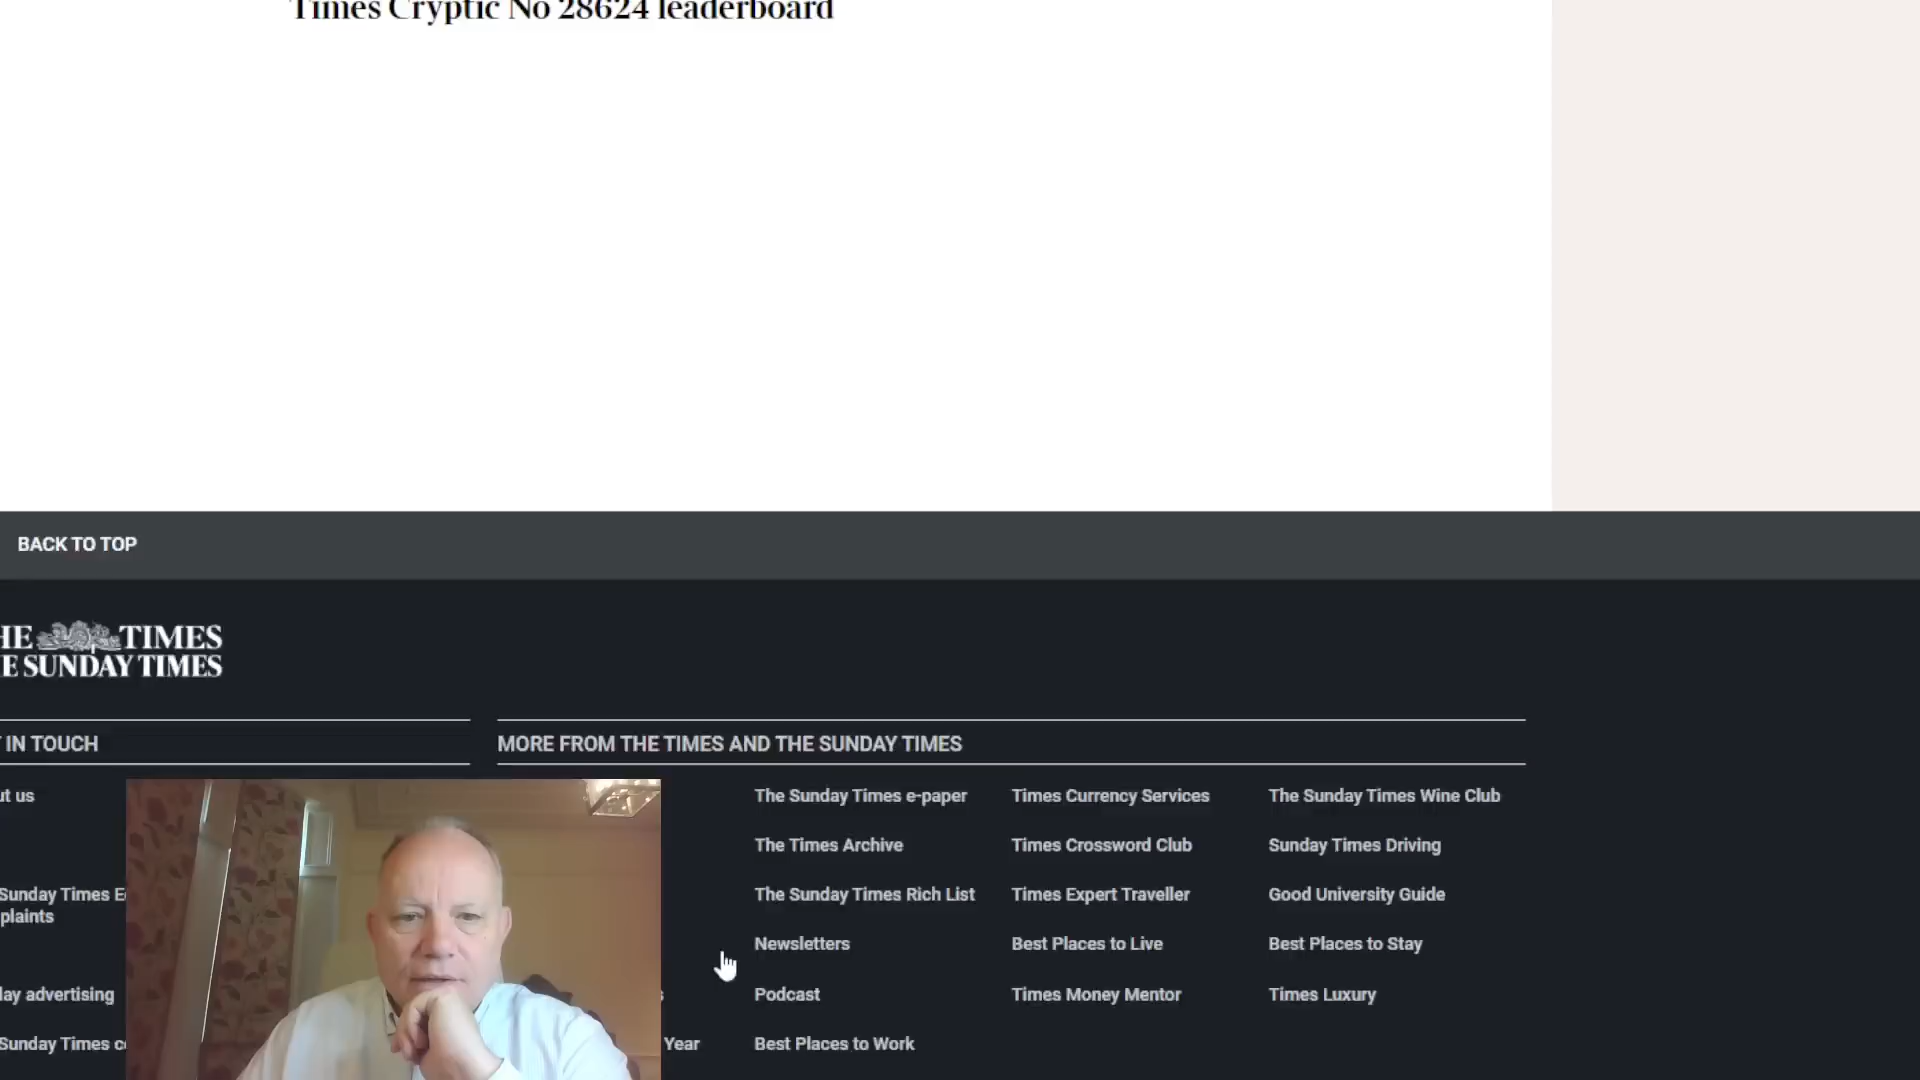 Times Cryptic No 28624 leaderboard
BACK TO TOP
HE TIMES
E SUNDAY TIMES
IN TOUCH
MORE FROM THE TIMES AND THE SUNDAY TIMES
ut us
The Sunday Times e-paper
Times Currency Services
The Sunday Times Wine Club
The Times Archive
Times Crossword Club
Sunday Times Driving
Sunday Times E
plaints
The Sunday Times Rich List
Times Expert Traveller
Good University Guide
Newsletters
Best Places to Live
Best Places to Stay
lay advertising
s
Podcast
Times Money Mentor
Times Luxury
Sunday Times c
Year
Best Places to Work